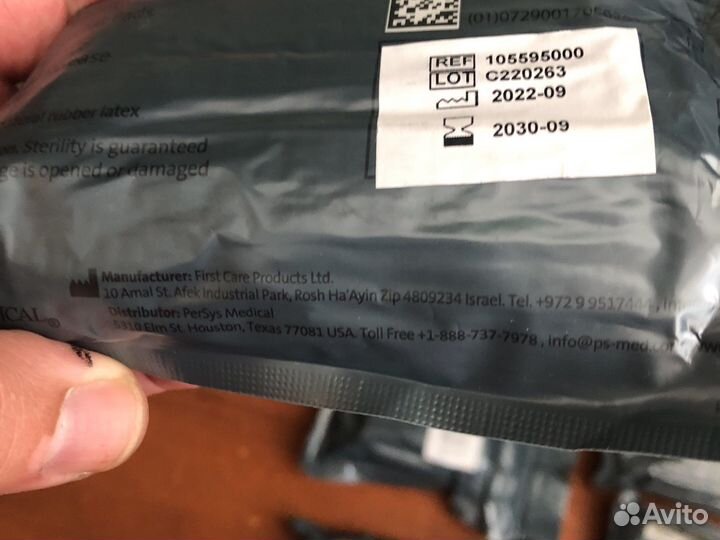 (01)072900170
REF 105595000
LOT C220263
2022-09
2030-09
rubber latex
Sterility is guaranteed
is opened or damaged
Manufacturer: First Care Products Ltd.
10 Amal St. Afek Industrial Park, Rosh Ha'Ayin Zip 4809234 Israel. Tel. +972 9 951744
Distributor: PerSys Medical
5310 Elm St. Houston, Texas 77081 USA. Toll Free +1-888-737-7978, info@ps-med.com
ICAL®
Avito